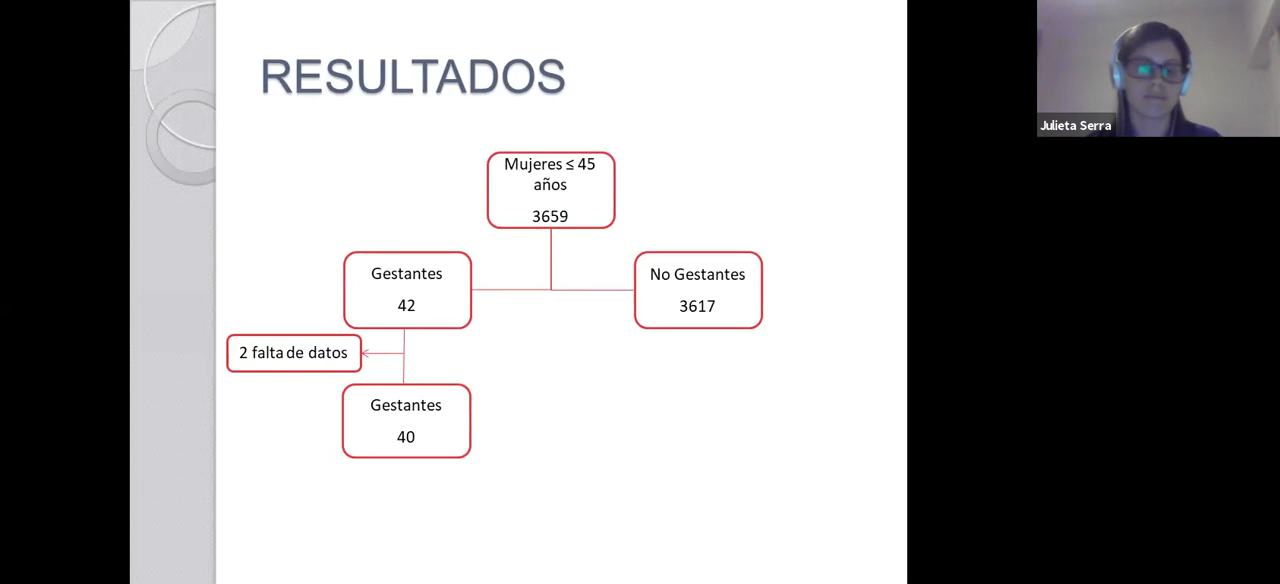 RESULTADOS
Julieta Serra
Mujeres ≤ 45
años
3659
Gestantes
42
No Gestantes
3617
2 falta de datos
Gestantes
40